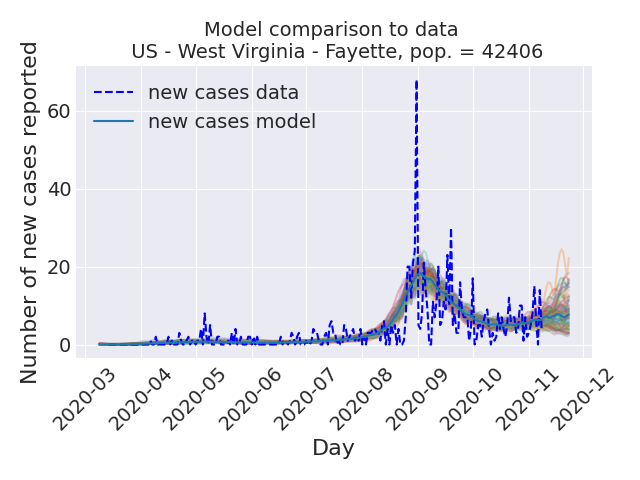 Model comparison to data
US - West Virginia - Fayette, pop. = 42406
Number of new cases reported
60
40
20
0
new cases data
new cases model
2020-03
2020-04
2020-05
2020-06
2020-07
2020-08
2020-09
2020-10
2020-11
2020-12
Day